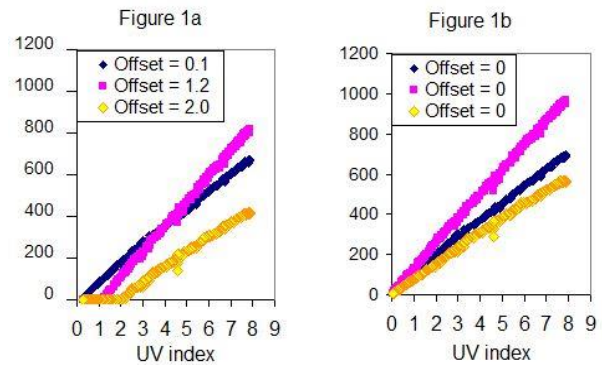 Figure 1a
1200
1000
800
600
400
200
0
Offset = 0.1
Offset = 1.2
Offset = 2.0
0 1 2 3 4 5 6 7 8 9
UV index
Figure 1b
1200
1000
800
600
400
200
0
Offset = 0
Offset = 0
Offset = 0
0 1 2 3 4 5 6 7 8 9
UV index